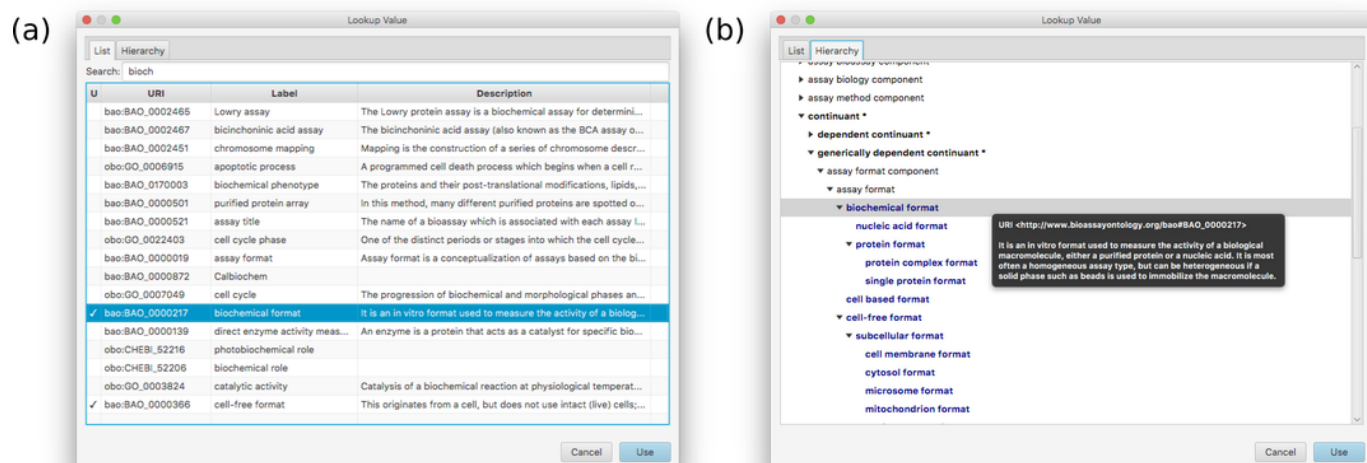 (a)
Lookup Value
List Hierarchy
Search: bioch
U URI Label Description
bao:BAO_0002465 Lowry assay The Lowry protein assay is a biochemical assay for determini...
bao:BAO_0002467 bicinchoninic acid assay The bicinchoninic acid assay (also known as the BCA assay o...
bao:BAO_0002451 chromosome mapping Mapping is the construction of a series of chromosome descr...
obo:GO_0006915 apoptotic process A programmed cell death process which begins when a cell r...
bao:BAO_0170003 biochemical phenotype The proteins and their post-translational modifications, lipids,...
bao:BAO_0000501 purified protein array In this method, many different purified proteins are spotted o...
bao:BAO_0000521 assay title The name of a bioassay which is associated with each assay I...
obo:GO_0022403 cell cycle phase One of the distinct periods or stages into which the cell cycle...
bao:BAO_0000019 assay format Assay format is a conceptualization of assays based on the bi...
bao:BAO_0000872 Calbiochem
obo:GO_0007049 cell cycle The progression of biochemical and morphological phases an...
✓ bao:BAO_0000217 biochemical format It is an in vitro format used to measure the activity of a biolog...
bao:BAO_0000139 direct enzyme activity meas... An enzyme is a protein that acts as a catalyst for specific bio...
obo:CHEBI_52216 photobiochemical role
obo:CHEBI_52206 biochemical role
obo:GO_0003824 catalytic activity Catalysis of a biochemical reaction at physiological temperat...
✓ bao:BAO_0000366 cell-free format This originates from a cell, but does not use intact (live) cells;...
Cancel Use
(b)
Lookup Value
List Hierarchy
assay bioassay component
assay biology component
assay method component
continuant *
dependent continuant *
generically dependent continuant *
assay format component
assay format
biochemical format
nucleic acid format
protein format
protein complex format
single protein format
cell based format
cell-free format
subcellular format
cell membrane format
cytosol format
microsome format
mitochondrion format
URI <http://www.bioassayontology.org/bao#BAO_0000217>
It is an in vitro format used to measure the activity of a biological
macromolecule, either a purified protein or a nucleic acid. It is most
often a homogeneous assay type, but can be heterogeneous if a
solid phase such as beads is used to immobilize the macromolecule.
Cancel Use